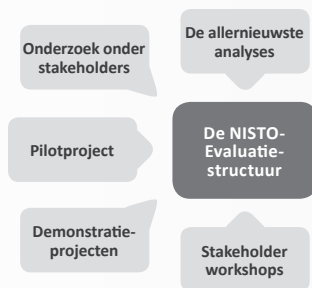 Onderzoek onder
stakeholders
De allernieuwste
analyses
Pilotproject
De NISTO-
Evaluatie-
structuur
Demonstratie-
projecten
Stakeholder
workshops